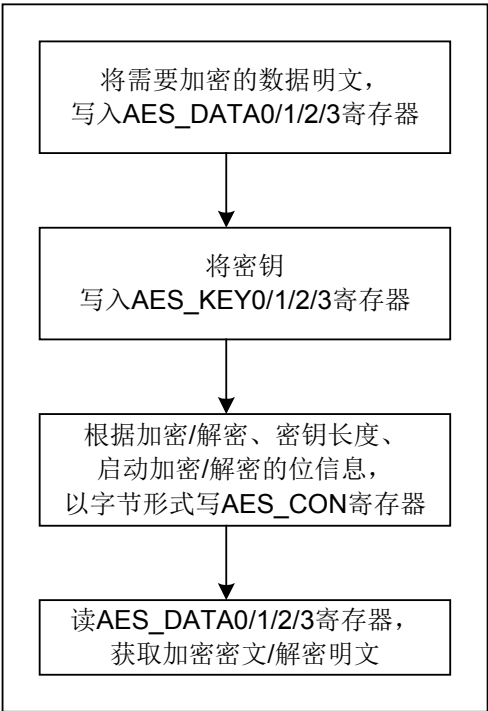 将需要加密的数据明文，
写入AES_DATA0/1/2/3寄存器
将密钥
写入AES_KEY0/1/2/3寄存器
根据加密/解密、密钥长度、
启动加密/解密的位信息，
以字节形式写AES_CON寄存器
读AES_DATA0/1/2/3寄存器，
获取加密密文/解密明文